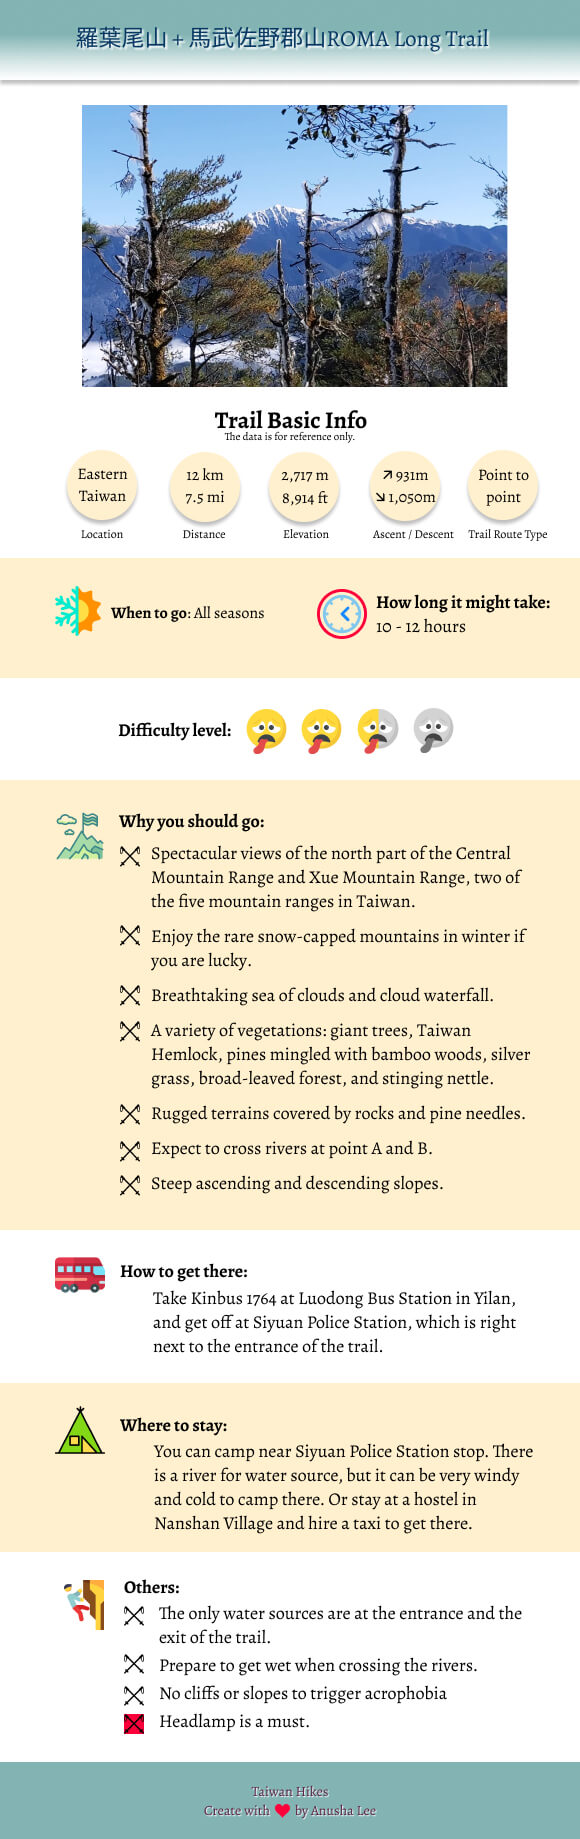 羅葉尾山 + 馬武佐野郡山ROMA Long Trail
Trail Basic Info
The data is for reference only.
Eastern
Taiwan
Location
12 km
7.5 mi
Distance
2,717 m
8,914 ft
Elevation
↗ 931m
↘ 1,050m
Ascent / Descent
Point to
point
Trail Route Type
When to go: All seasons
How long it might take:
10 - 12 hours
Difficulty level:
Why you should go:
Spectacular views of the north part of the Central
Mountain Range and Xue Mountain Range, two of
the five mountain ranges in Taiwan.
Enjoy the rare snow-capped mountains in winter if
you are lucky.
Breathtaking sea of clouds and cloud waterfall.
A variety of vegetations: giant trees, Taiwan
Hemlock, pines mingled with bamboo woods, silver
grass, broad-leaved forest, and stinging nettle.
Rugged terrains covered by rocks and pine needles.
Expect to cross rivers at point A and B.
Steep ascending and descending slopes.
How to get there:
Take Kinbus 1764 at Luodong Bus Station in Yilan,
and get off at Siyuan Police Station, which is right
next to the entrance of the trail.
Where to stay:
You can camp near Siyuan Police Station stop. There
is a river for water source, but it can be very windy
and cold to camp there. Or stay at a hostel in
Nanshan Village and hire a taxi to get there.
Others:
The only water sources are at the entrance and the
exit of the trail.
Prepare to get wet when crossing the rivers.
No cliffs or slopes to trigger acrophobia
Headlamp is a must.
Taiwan Hikes
Create with ❤ by Anusha Lee